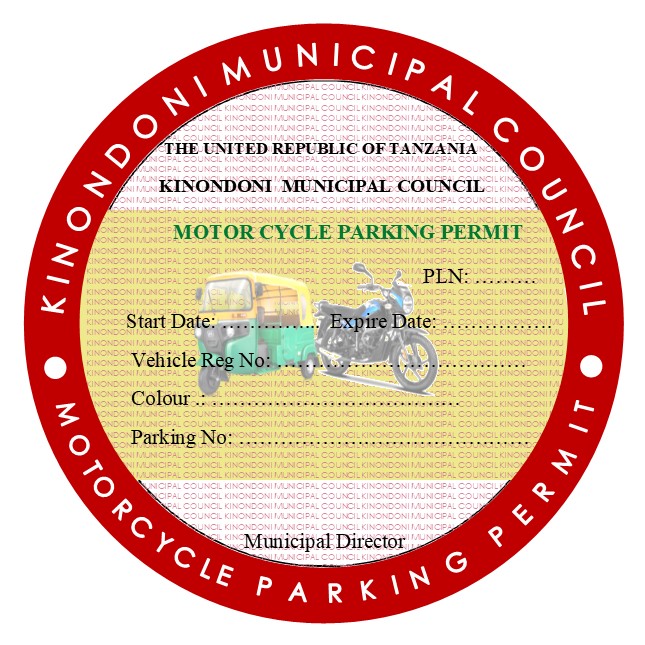 KINONDONI MUNICIPAL COUNCIL
THE UNITED REPUBLIC OF TANZANIA
KINONDONI MUNICIPAL COUNCIL
MOTOR CYCLE PARKING PERMIT
PLN: .........
Start Date: ................. Expire Date: .................
Vehicle Reg No: .......................................
Colour .: .......................................
Parking No: .............................................
Municipal Director
MOTORCYCLE PARKING PERMIT